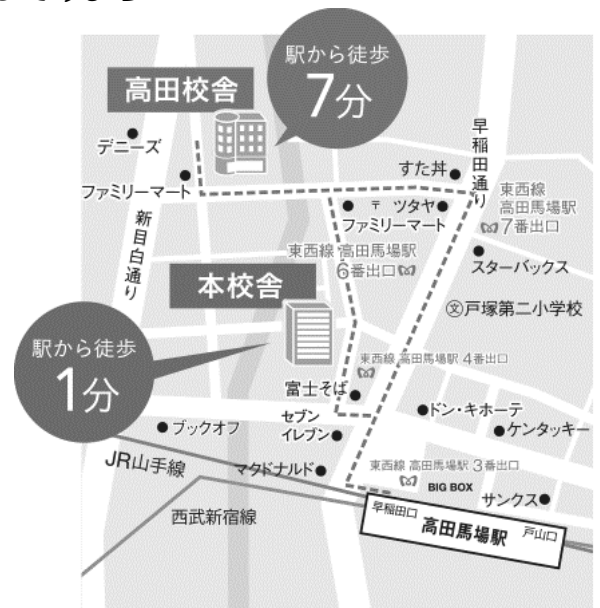 駅から徒歩
7分
高田校舎
デニーズ
ファミリーマート
新目白通り
すた丼
早稲田通り
〒 ツタヤ
ファミリーマート
東西線
高田馬場駅
7番出口
東西線 高田馬場駅
6番出口
スターバックス
本校舎
文戸塚第二小学校
駅から徒歩
1分
東西線 高田馬場駅 4番出口
富士そば
ドン・キホーテ
セブン
イレブン
ケンタッキー
ブックオフ
JR山手線
マクドナルド
東西線 高田馬場駅 3番出口
BIG BOX
サンクス
西武新宿線
早稲田口
高田馬場駅
戸山口